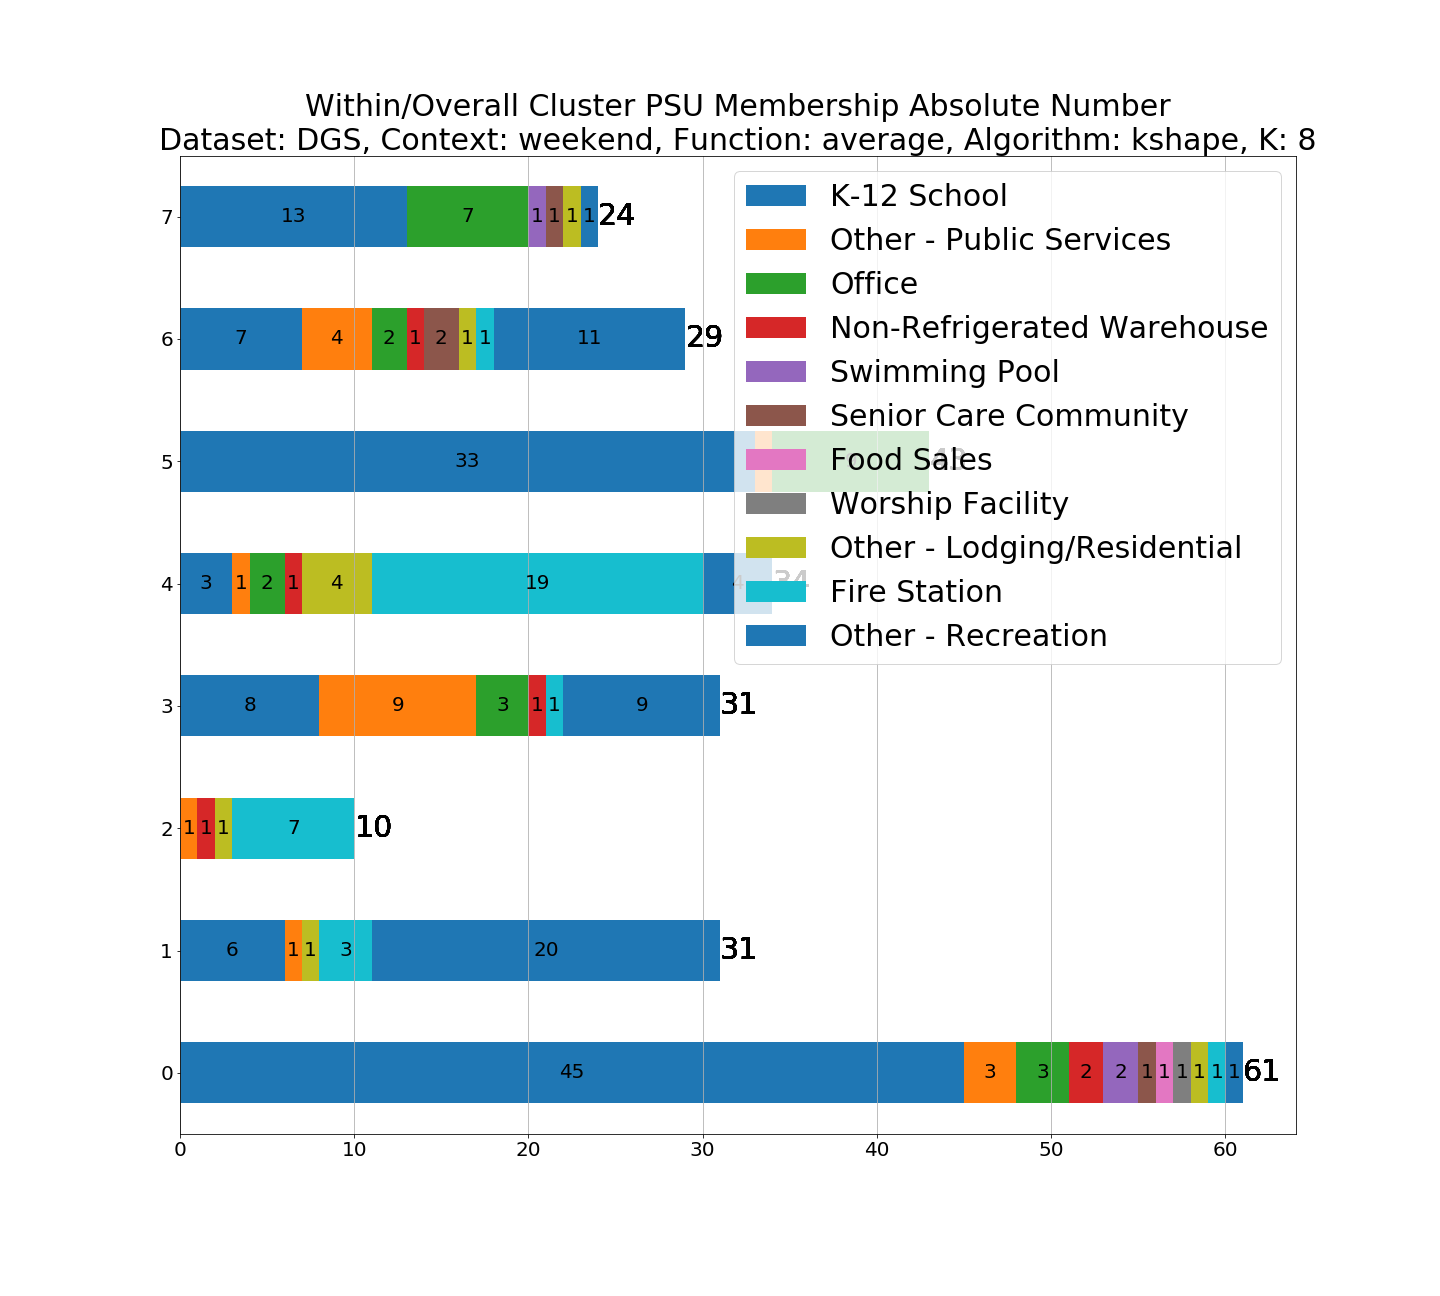 Within/Overall Cluster PSU Membership Absolute Number
Dataset: DGS, Context: weekend, Function: average, Algorithm: kshape, K: 8
K-12 School
Other - Public Services
Office
Non-Refrigerated Warehouse
Swimming Pool
Senior Care Community
Food Sales
Worship Facility
Other - Lodging/Residential
Fire Station
Other - Recreation
7 13 7 1 1 1 1 24
6 7 4 2 1 2 1 1 11 29
5 33 43
4 3 1 2 1 4 19 4 34
3 8 9 3 1 1 9 31
2 1 1 1 7 10
1 6 1 1 3 20 31
0 45 3 3 2 2 1 1 1 1 1 1 61
0 10 20 30 40 50 60